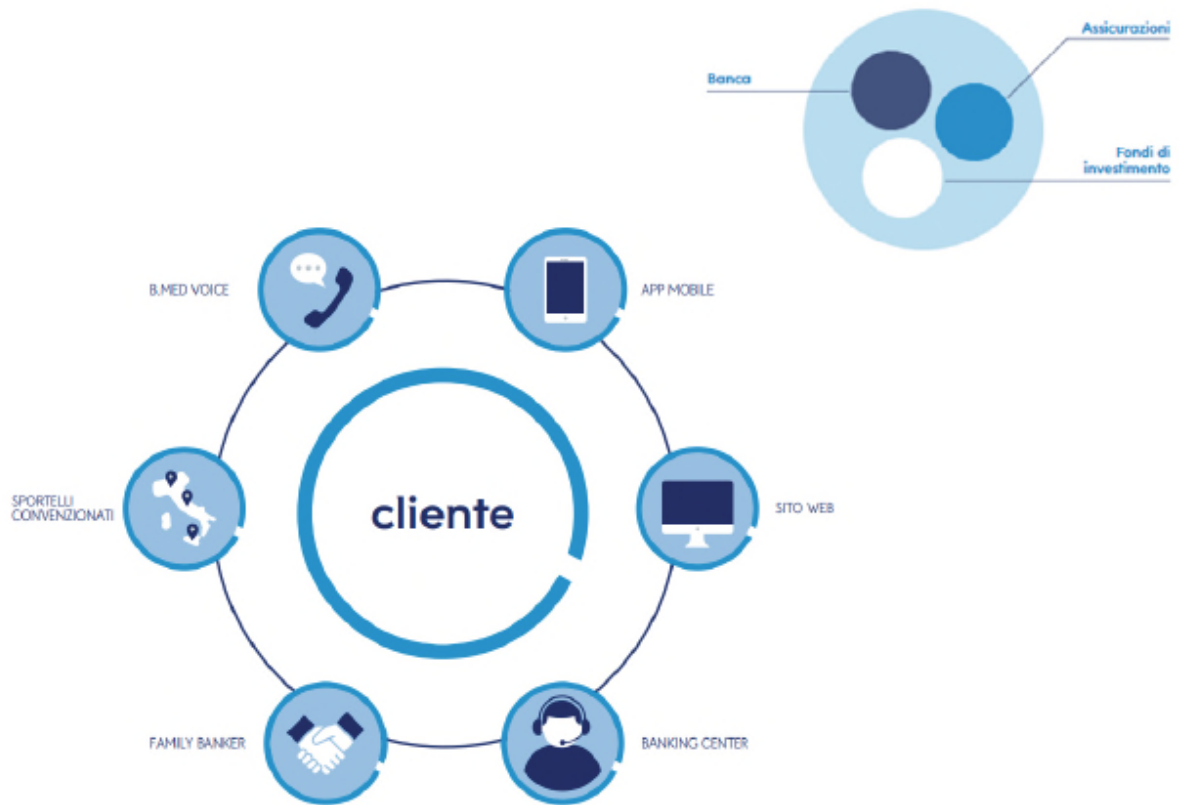 Assicurazioni
Banca
Fondi di
investimento
B.MED VOICE
APP MOBILE
SPORTELLI
CONVENZIONATI
cliente
SITO WEB
FAMILY BANKER
BANKING CENTER